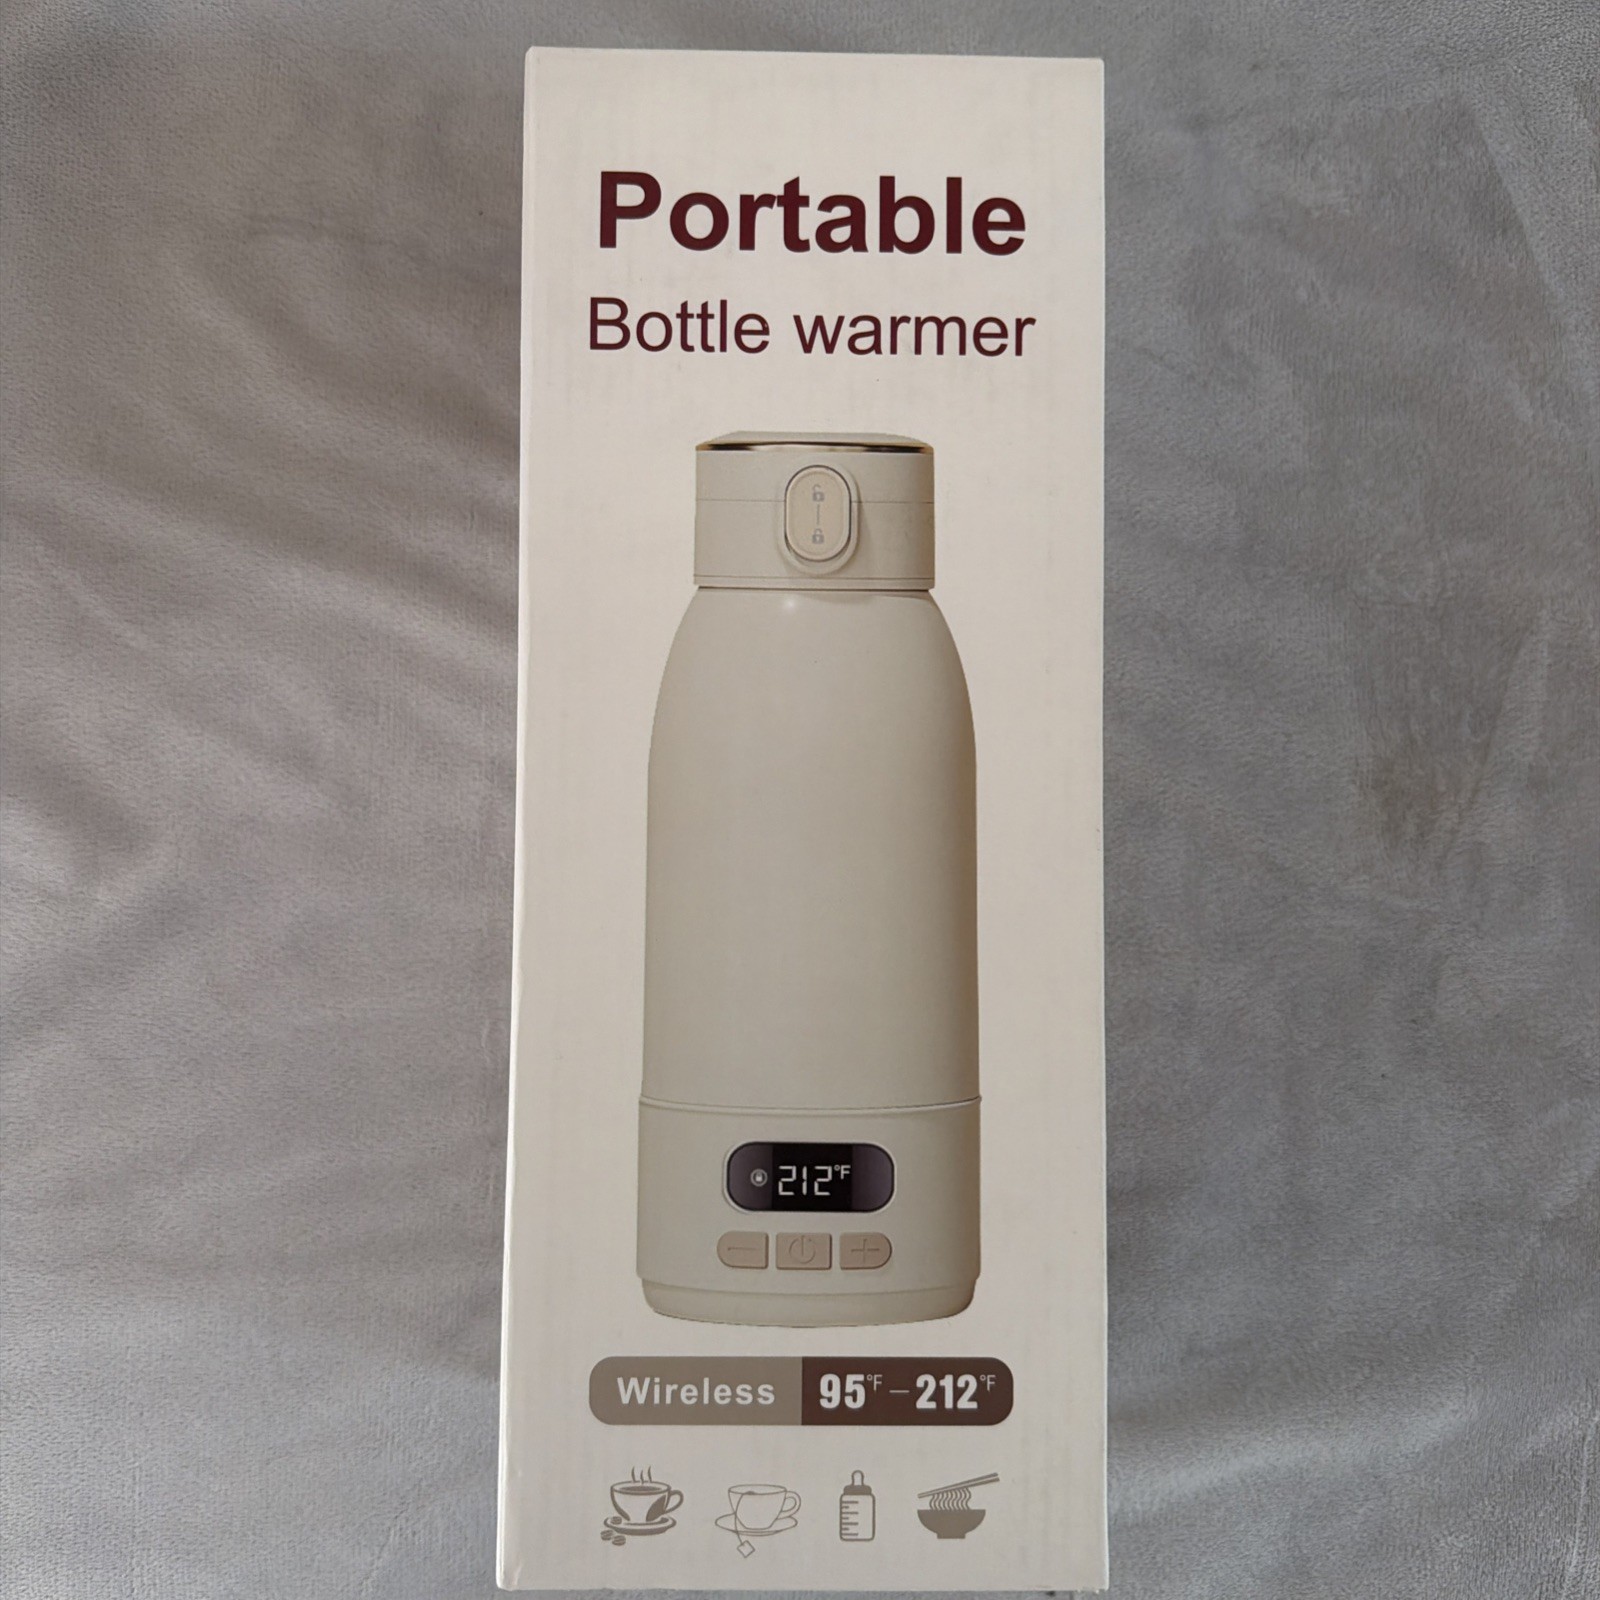 Portable
Bottle warmer
212°F
Wireless 95°F–212°F